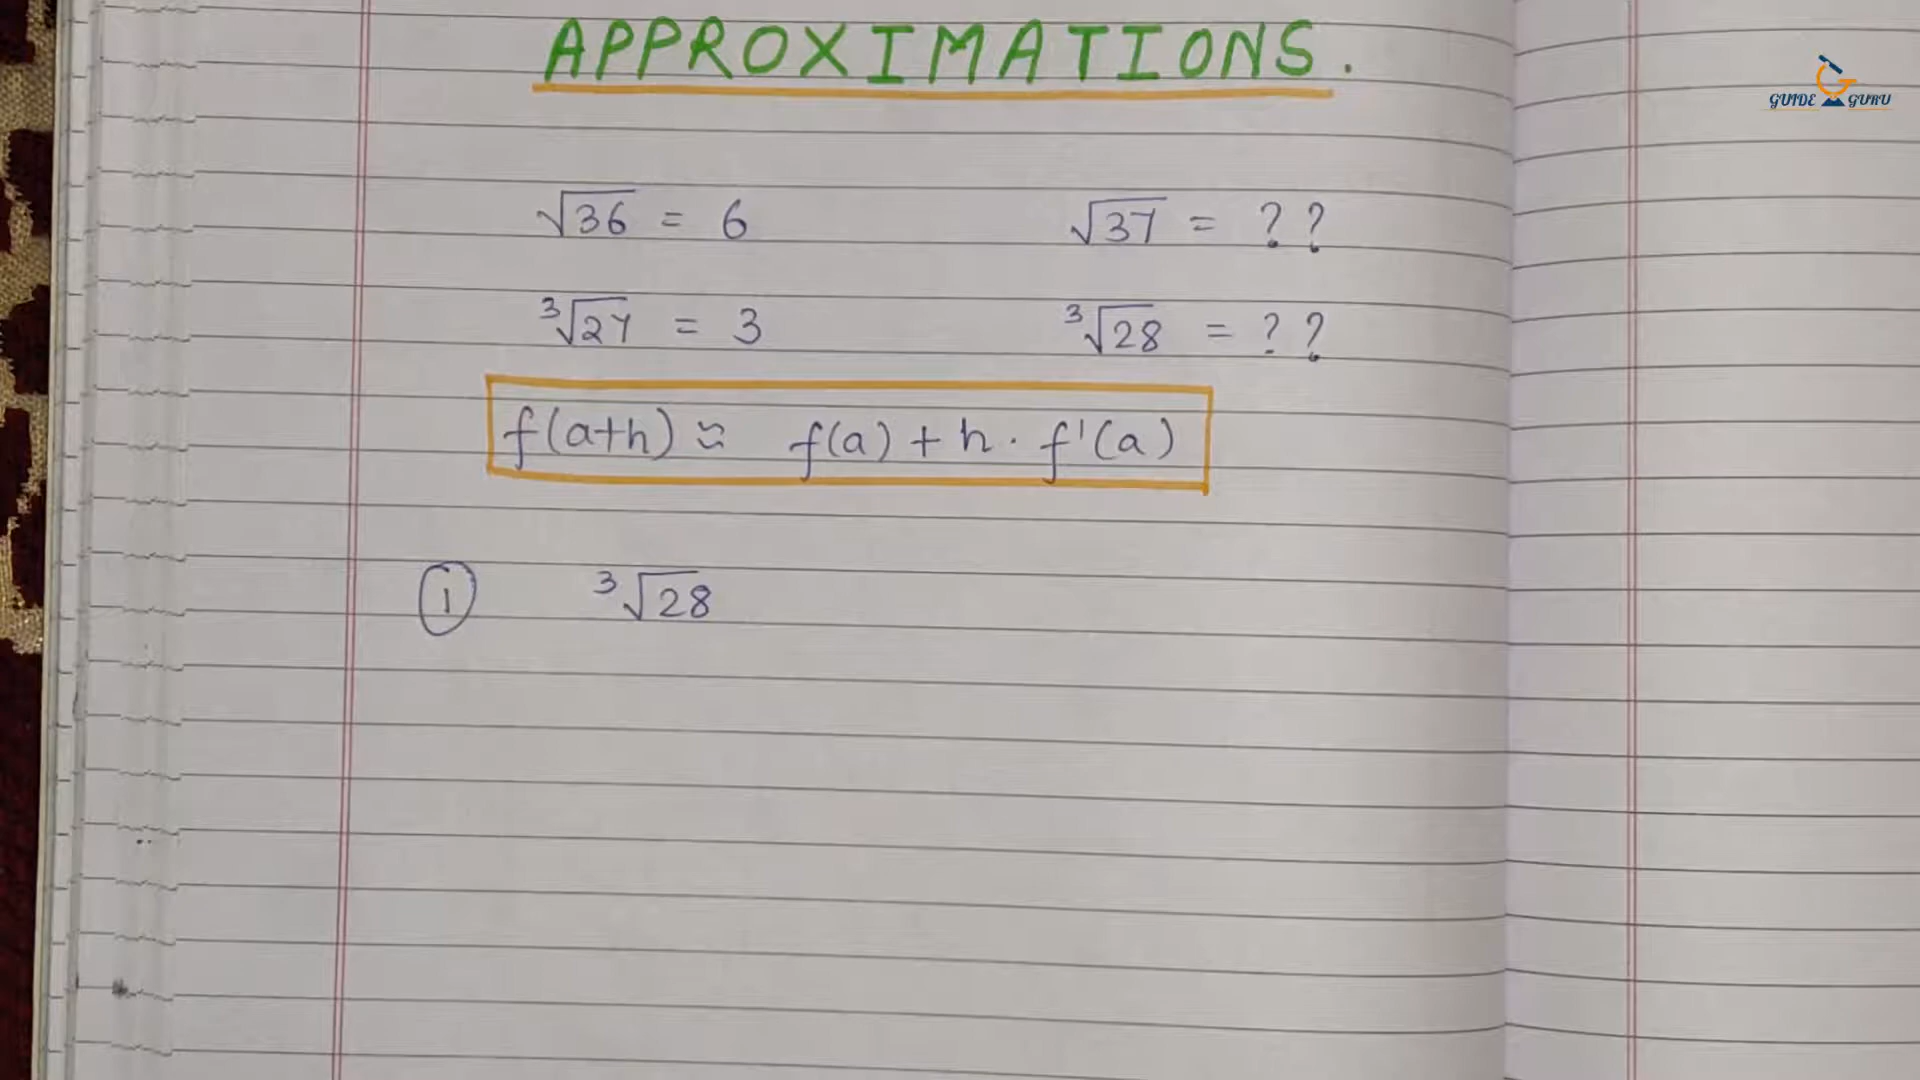 APPROXIMATIONS.
GUIDE GURU
√36 = 6 √37 = ??
³√27 = 3 ³√28 = ??
f(a+h) ≈ f(a) + h · f'(a)
① ³√28